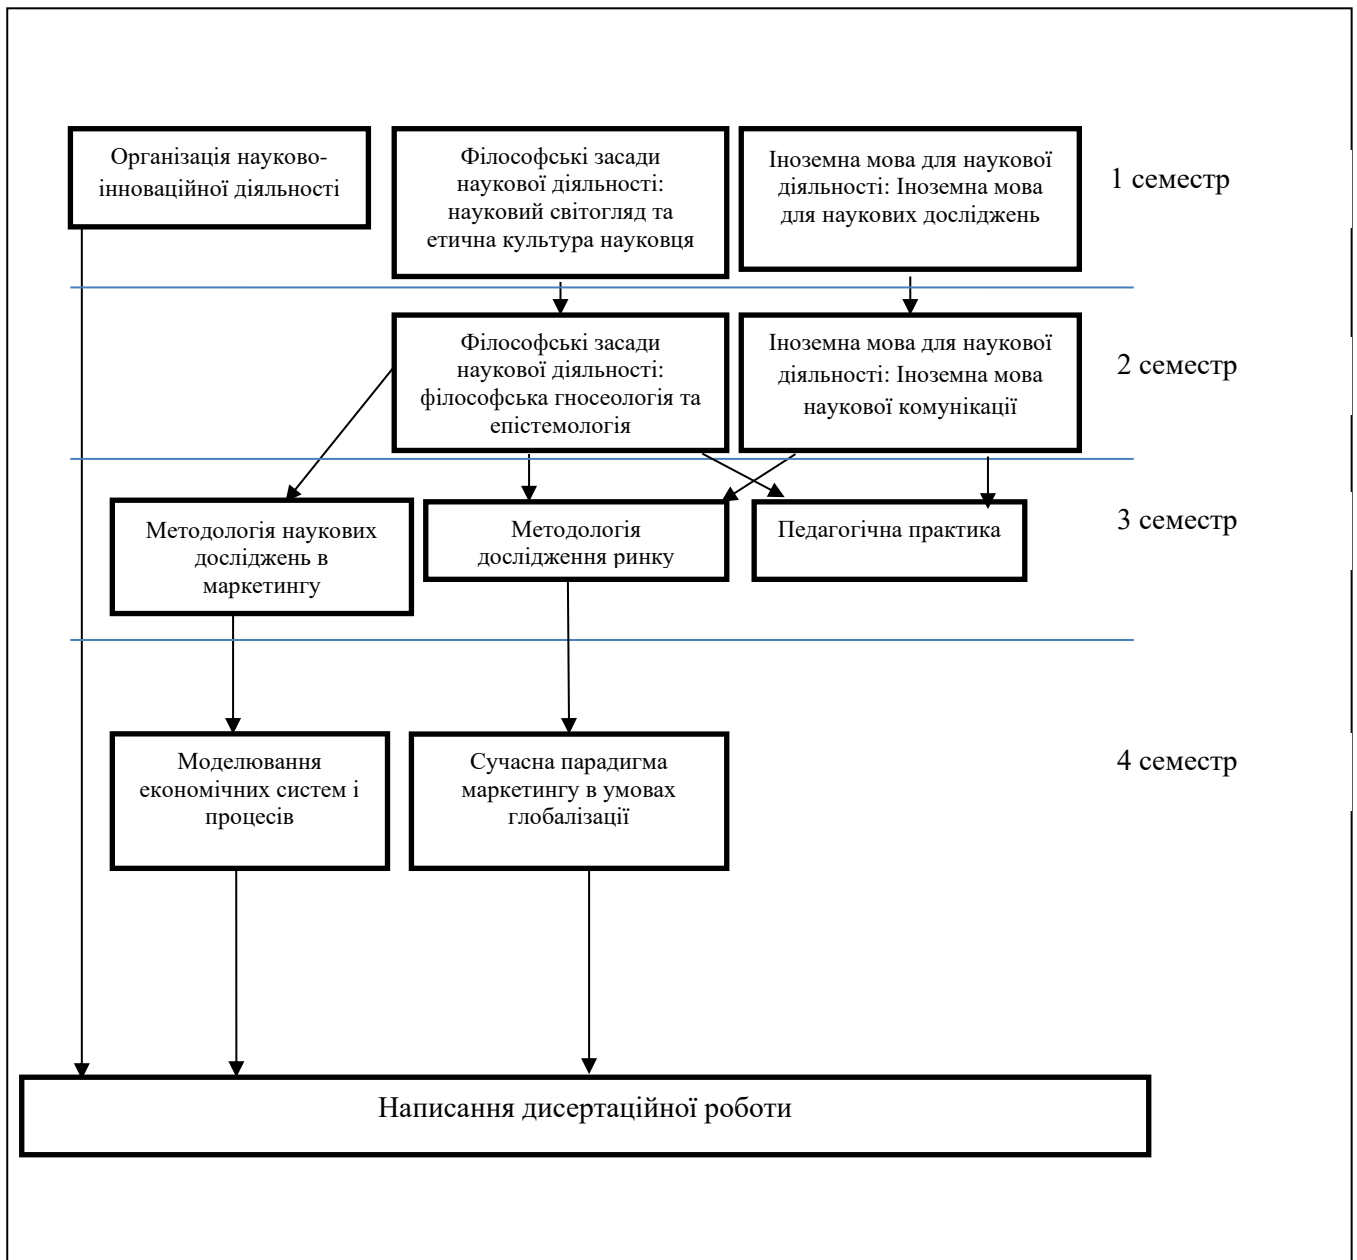 Організація науково-
інноваційної діяльності
Філософські засади
наукової діяльності:
науковий світогляд та
етична культура науковця
Іноземна мова для наукової
діяльності: Іноземна мова
для наукових досліджень
1 семестр
Філософські засади
наукової діяльності:
філософська гносеологія та
епістемологія
Іноземна мова для наукової
діяльності: Іноземна мова
наукової комунікації
2 семестр
Методологія наукових
досліджень в
маркетингу
Методологія
дослідження ринку
Педагогічна практика
3 семестр
Моделювання
економічних систем і
процесів
Сучасна парадигма
маркетингу в умовах
глобалізації
4 семестр
Написання дисертаційної роботи